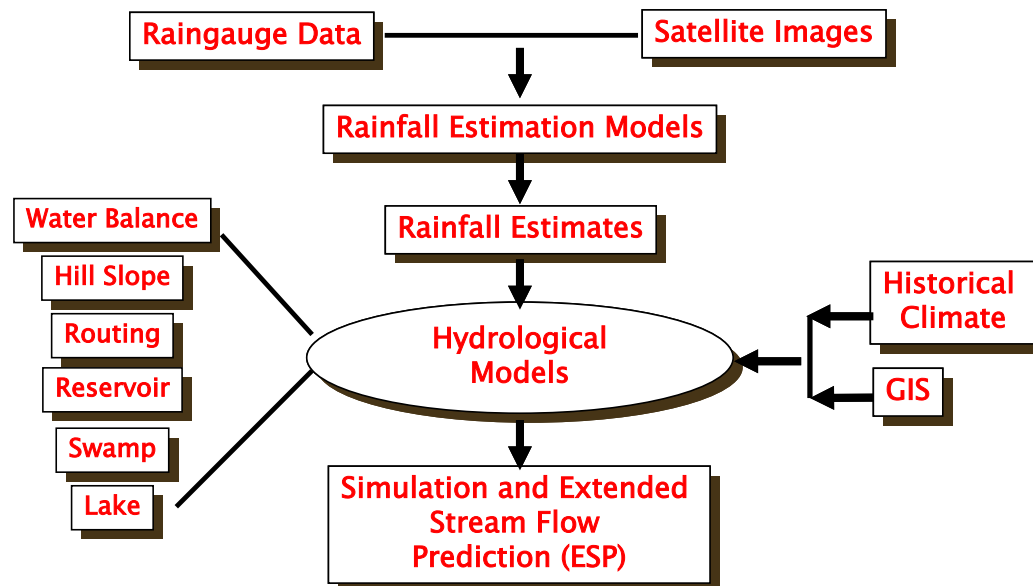 Raingauge Data
Satellite Images
Rainfall Estimation Models
Rainfall Estimates
Water Balance
Hill Slope
Routing
Reservoir
Swamp
Lake
Hydrological
Models
Historical
Climate
GIS
Simulation and Extended
Stream Flow
Prediction (ESP)